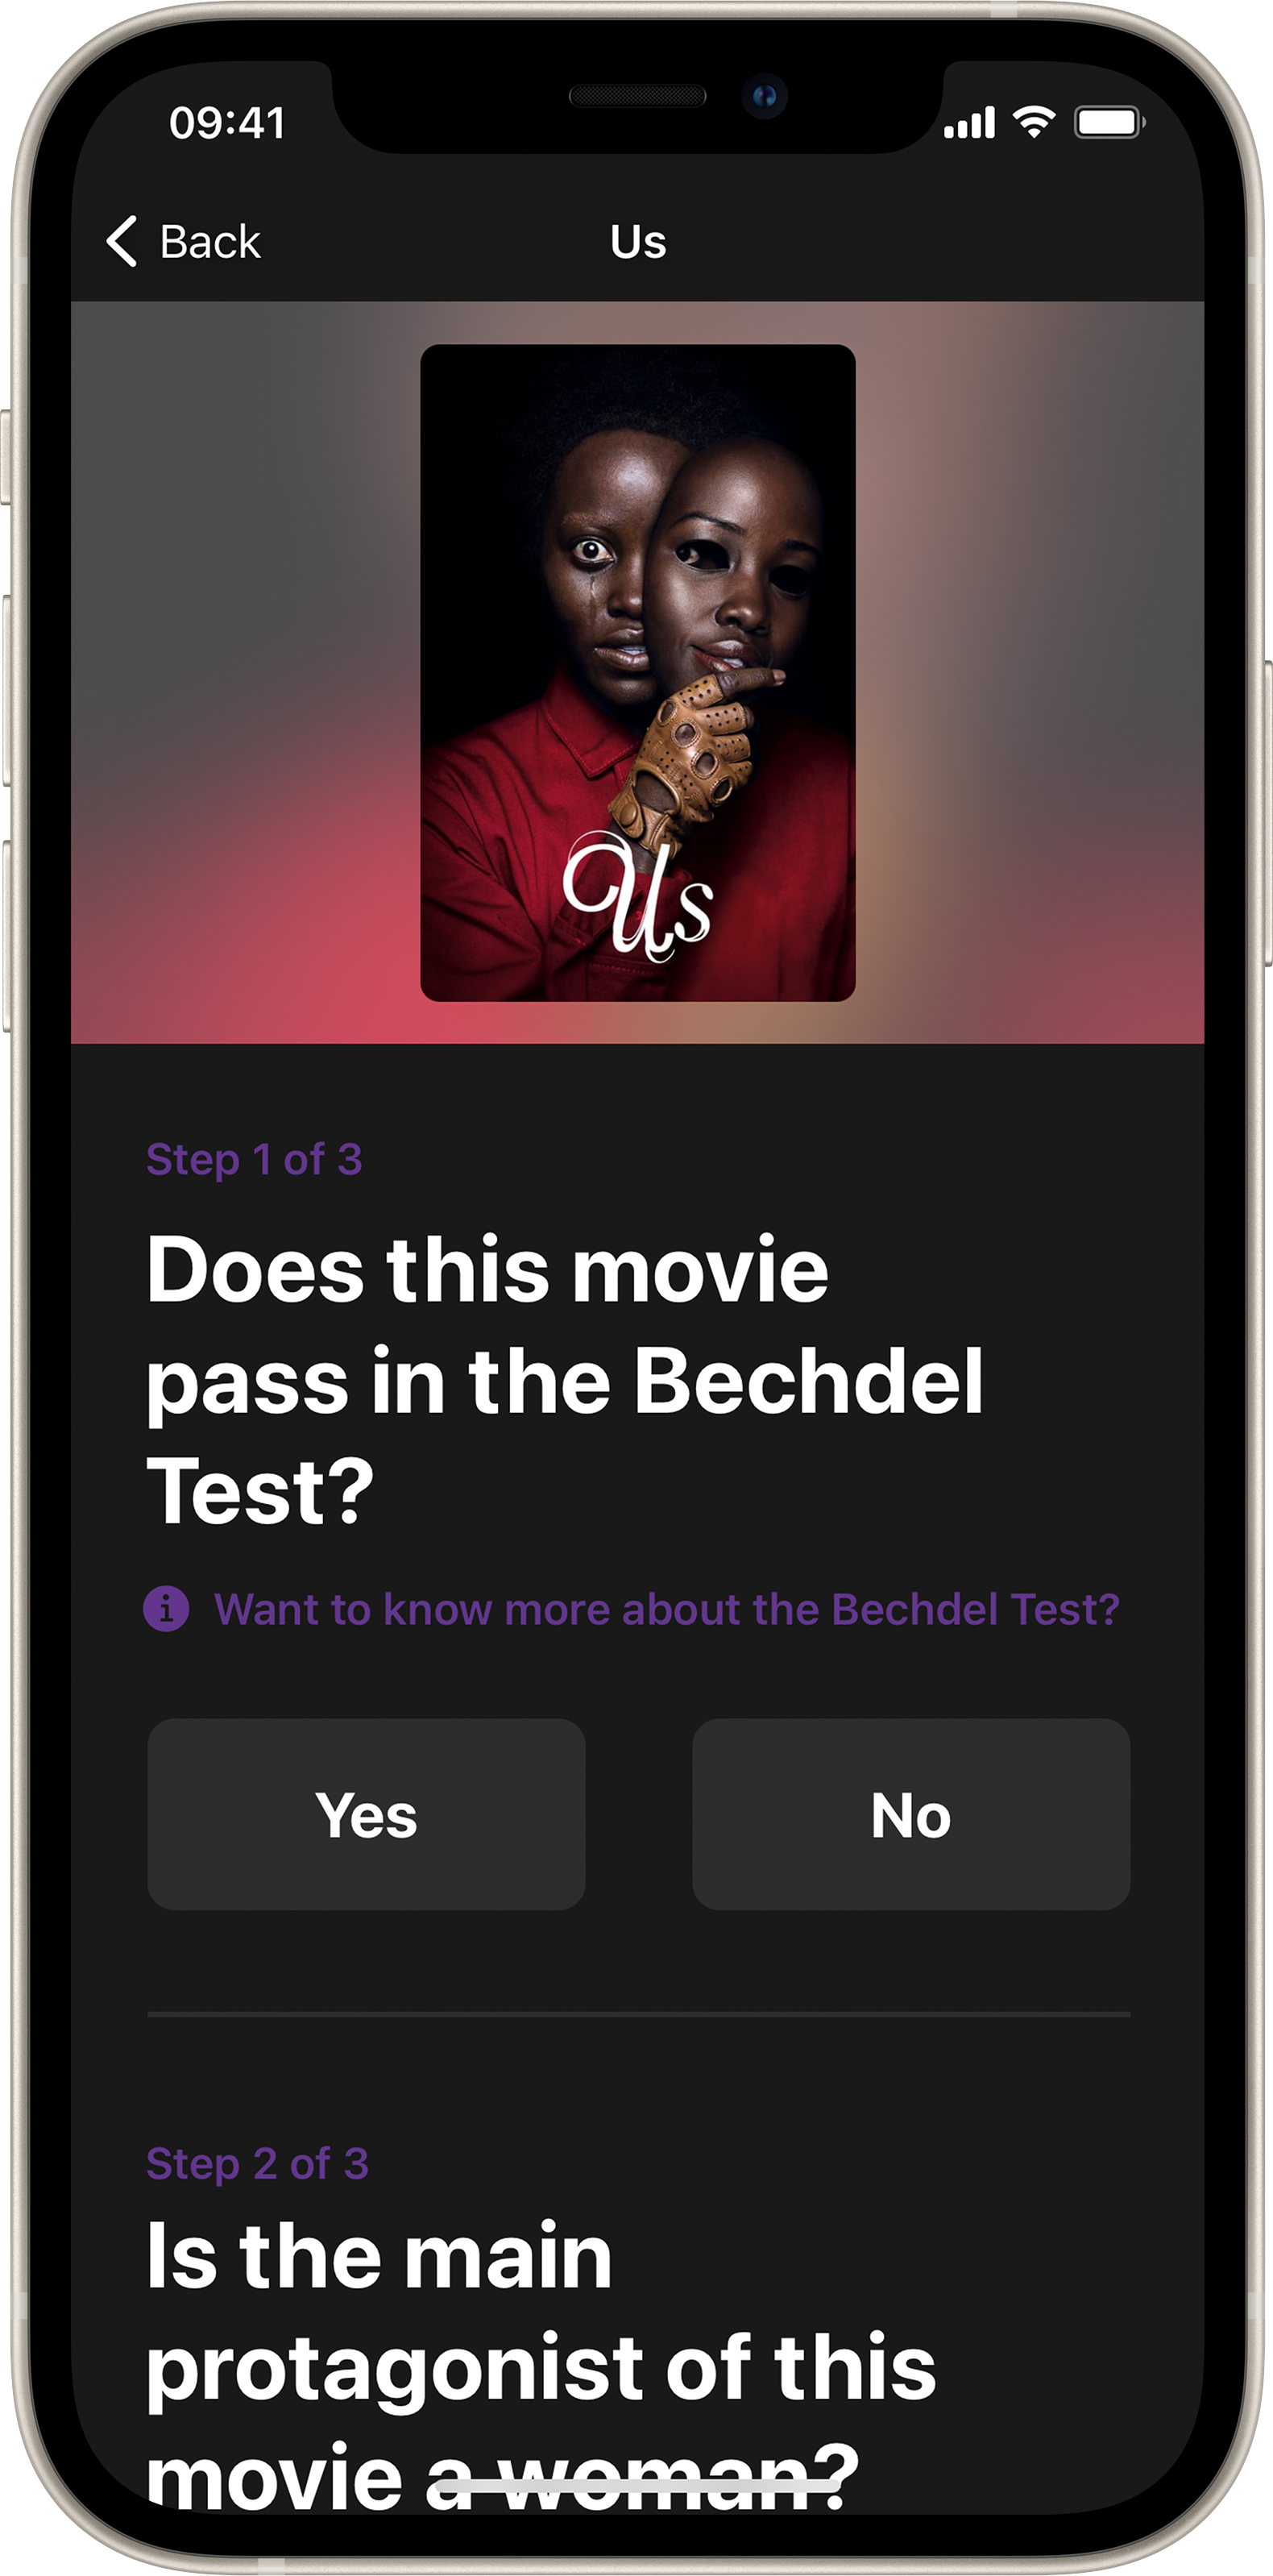 09:41
Back
Us
Us
Step 1 of 3
Does this movie
pass in the Bechdel
Test?
Want to know more about the Bechdel Test?
Yes
No
Step 2 of 3
Is the main
protagonist of this
movie a woman?